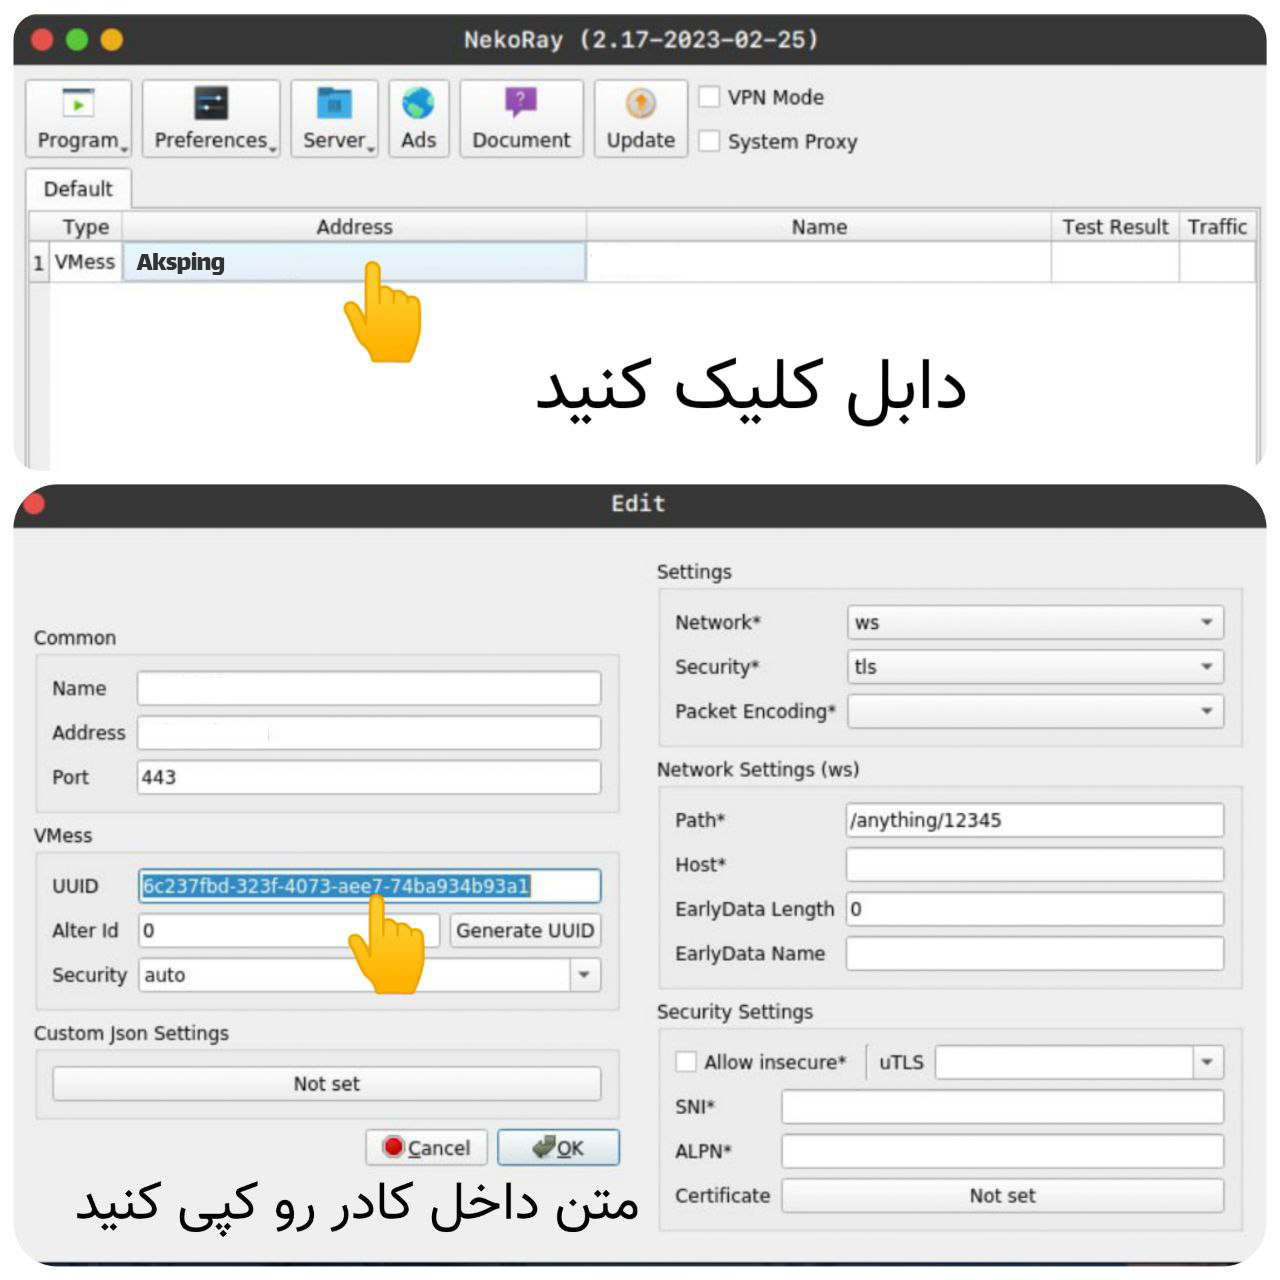 NekoRay (2.17-2023-02-25)
Program
Preferences
Server
Ads
Document
Update
VPN Mode
System Proxy
Default
Type Address Name Test Result Traffic
1 VMess Aksping
دابل کلیک کنید
Edit
Common
Name
Address
Port 443
VMess
UUID 6c237fbd-323f-4073-aee7-74ba934b93a1
Alter Id 0 Generate UUID
Security auto
Custom Json Settings
Not set
Cancel OK
متن داخل کادر رو کپی کنید
Settings
Network* ws
Security* tls
Packet Encoding*
Network Settings (ws)
Path* /anything/12345
Host*
EarlyData Length 0
EarlyData Name
Security Settings
Allow insecure* uTLS
SNI*
ALPN*
Certificate Not set